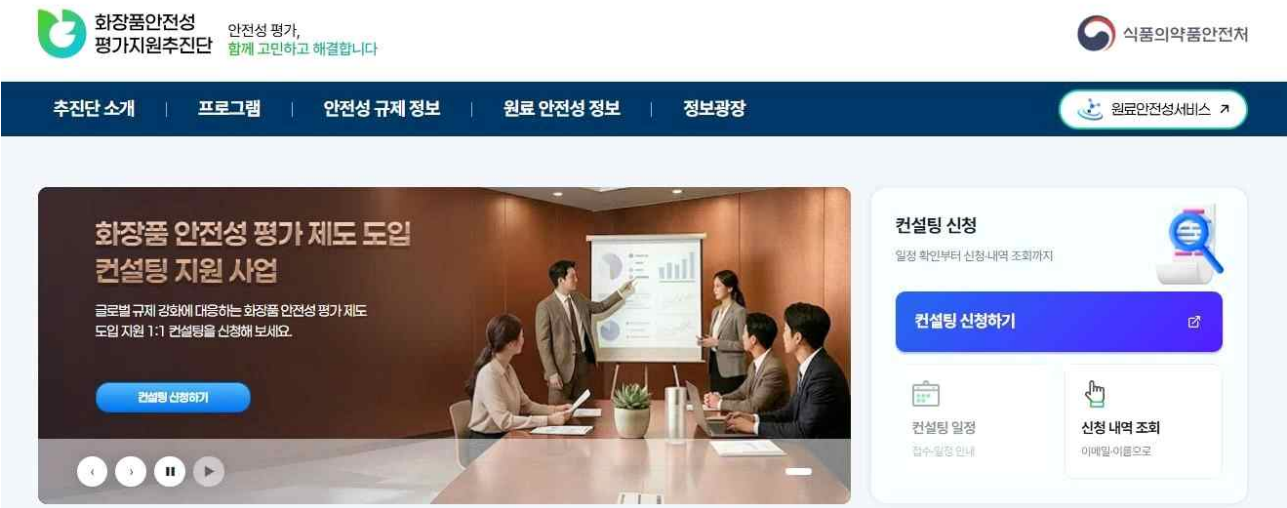 화장품안전성
평가지원추진단
안전성 평가,
함께 고민하고 해결합니다
식품의약품안전처
추진단 소개
프로그램
안전성 규제 정보
원료 안전성 정보
정보광장
원료안전성서비스
화장품 안전성 평가 제도 도입
컨설팅 지원 사업
글로벌 규제 강화에 대응하는 화장품 안전성 평가 제도
도입 지원 1:1 컨설팅을 신청해 보세요.
컨설팅 신청하기
컨설팅 신청
일정 확인부터 신청·내역 조회까지
컨설팅 신청하기
컨설팅 일정
접수·일정 안내
신청 내역 조회
이메일·이름으로